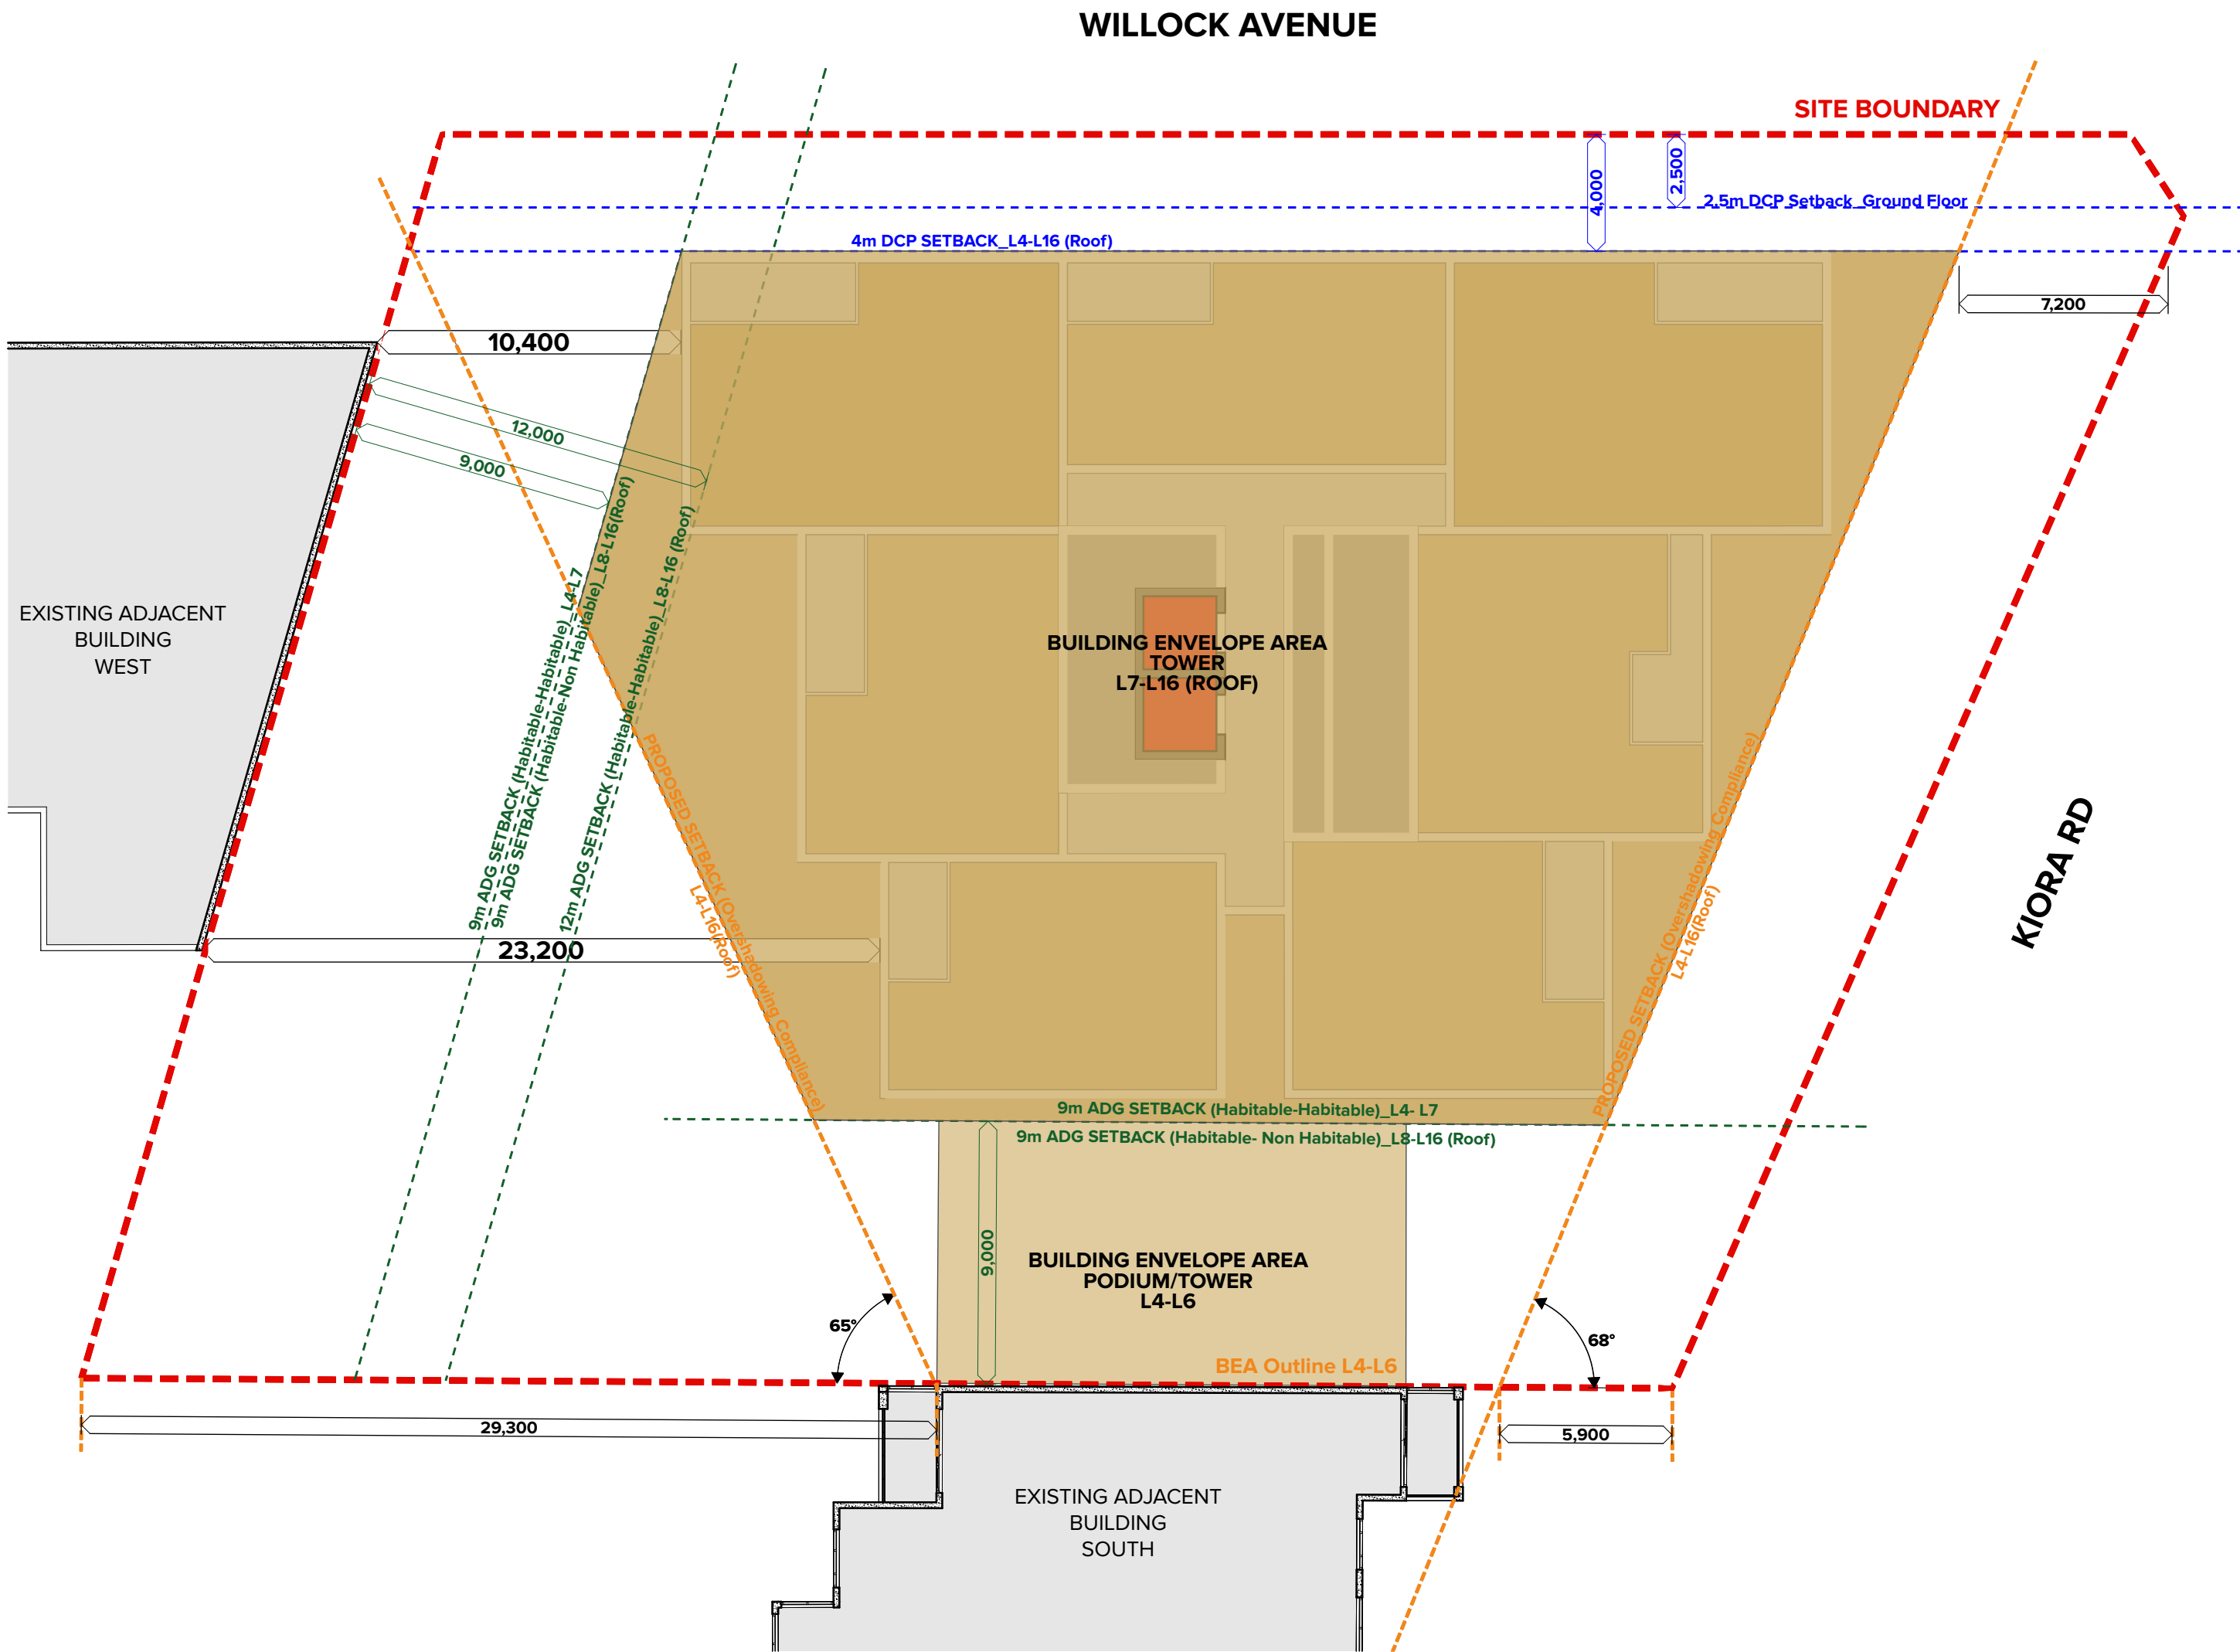 WILLOCK AVENUE
SITE BOUNDARY
4,000
2,500
2.5m DCP Setback_Ground Floor
4m DCP SETBACK_L4-L16 (Roof)
7,200
10,400
12,000
9,000
EXISTING ADJACENT
BUILDING
WEST
9m ADG SETBACK (Habitable-Habitable)_L4-L7
9m ADG SETBACK (Habitable-Non Habitable)_L8-L16(Roof)
12m ADG SETBACK (Habitable-Habitable)_L8-L16 (Roof)
BUILDING ENVELOPE AREA
TOWER
L7-L16 (ROOF)
PROPOSED SETBACK (Overshadowing Compliance)
L4-L16(Roof)
PROPOSED SETBACK (Overshadowing Compliance)
L4-L16(Roof)
KIORA RD
23,200
9m ADG SETBACK (Habitable-Habitable)_L4- L7
9m ADG SETBACK (Habitable- Non Habitable)_L8-L16 (Roof)
9,000
BUILDING ENVELOPE AREA
PODIUM/TOWER
L4-L6
65°
68°
BEA Outline L4-L6
29,300
5,900
EXISTING ADJACENT
BUILDING
SOUTH